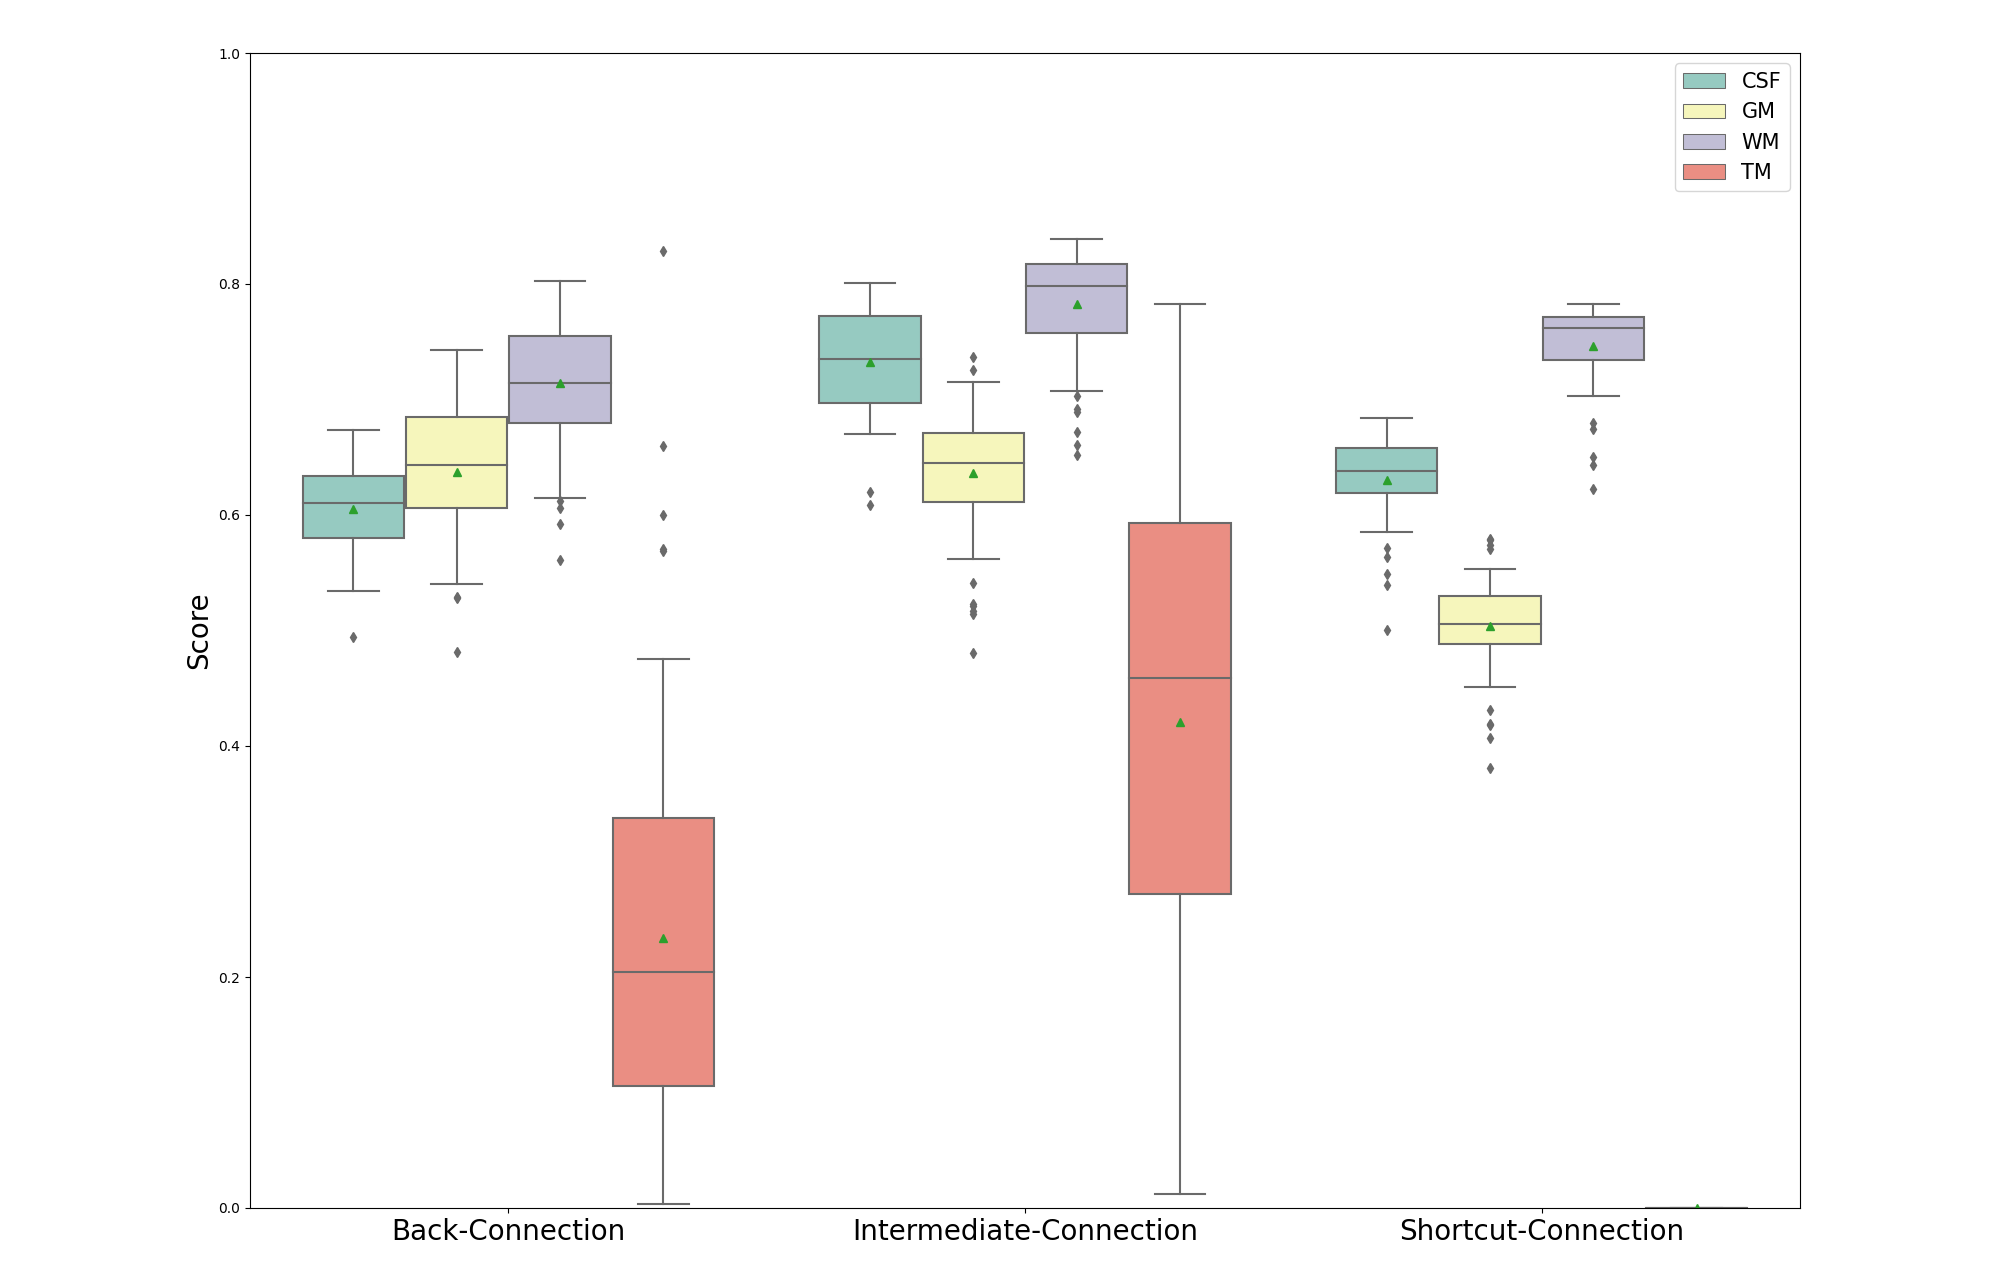 1.0
0.8
0.6
0.4
0.2
0.0
Score
CSF
GM
WM
TM
Back-Connection
Intermediate-Connection
Shortcut-Connection